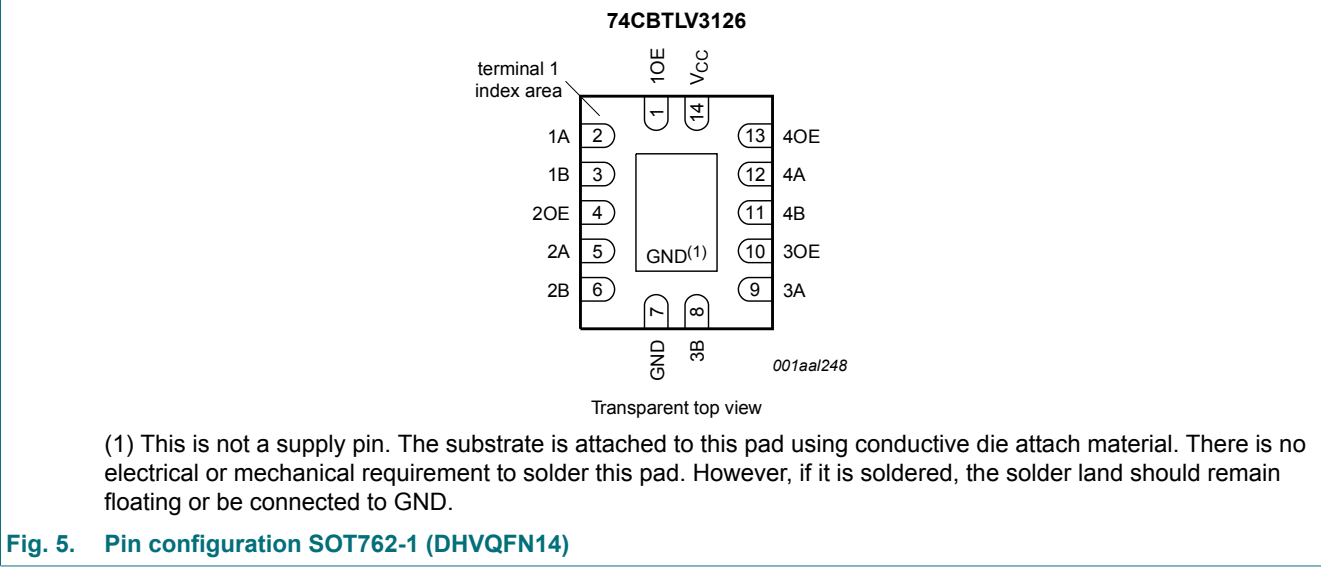 74CBTLV3126
terminal 1
index area
1OE
VCC
1
14
1A 2
13 4OE
1B 3
12 4A
2OE 4
11 4B
2A 5
GND(1)
10 3OE
2B 6
9 3A
7
8
GND
3B
001aal248
Transparent top view
(1) This is not a supply pin. The substrate is attached to this pad using conductive die attach material. There is no
electrical or mechanical requirement to solder this pad. However, if it is soldered, the solder land should remain
floating or be connected to GND.
Fig. 5. Pin configuration SOT762-1 (DHVQFN14)